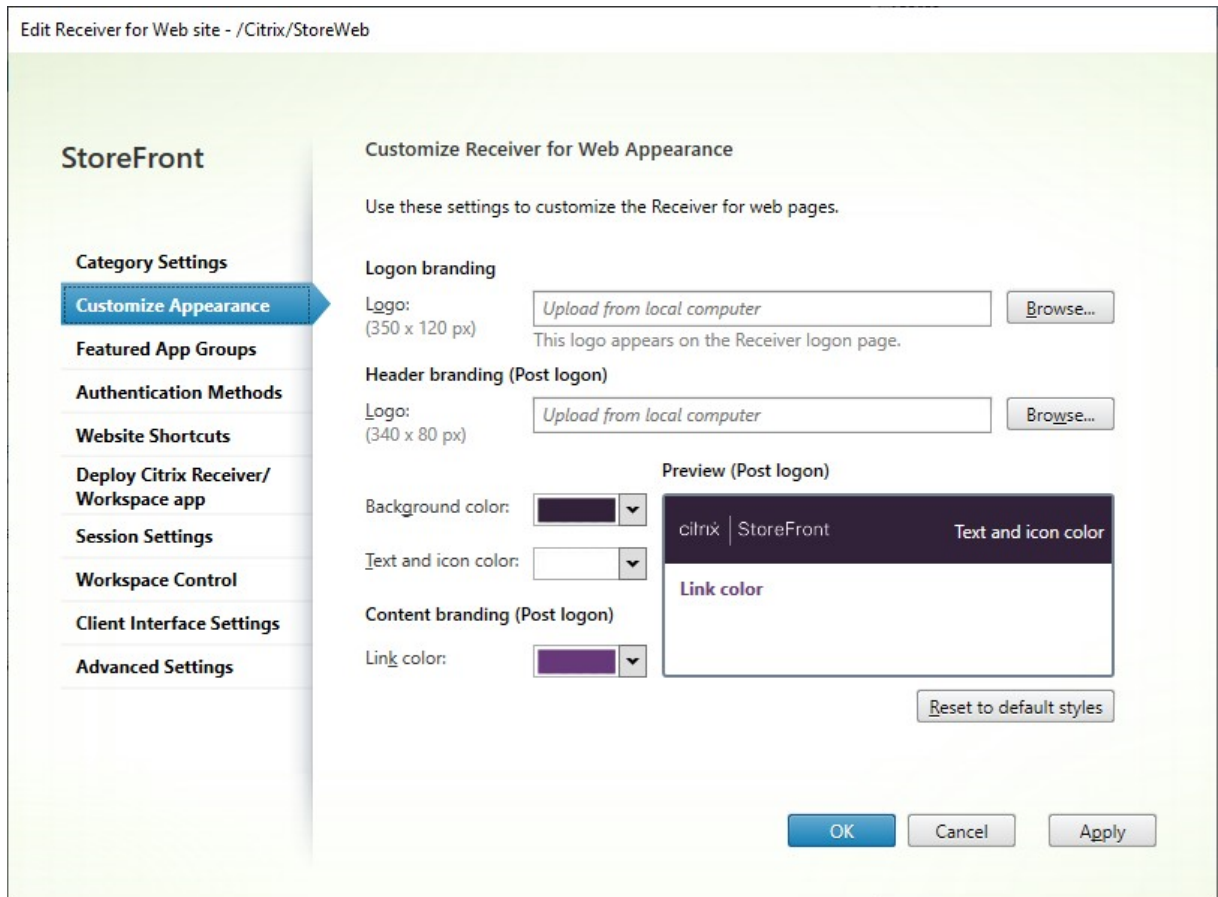 Edit Receiver for Web site - /Citrix/StoreWeb
StoreFront
Category Settings
Customize Appearance
Featured App Groups
Authentication Methods
Website Shortcuts
Deploy Citrix Receiver/
Workspace app
Session Settings
Workspace Control
Client Interface Settings
Advanced Settings
Customize Receiver for Web Appearance
Use these settings to customize the Receiver for web pages.
Logon branding
Logo:
(350 x 120 px)
Upload from local computer
Browse...
This logo appears on the Receiver logon page.
Header branding (Post logon)
Logo:
(340 x 80 px)
Upload from local computer
Browse...
Background color:
Text and icon color:
Preview (Post logon)
citrix | StoreFront
Text and icon color
Link color
Content branding (Post logon)
Link color:
Reset to default styles
OK
Cancel
Apply